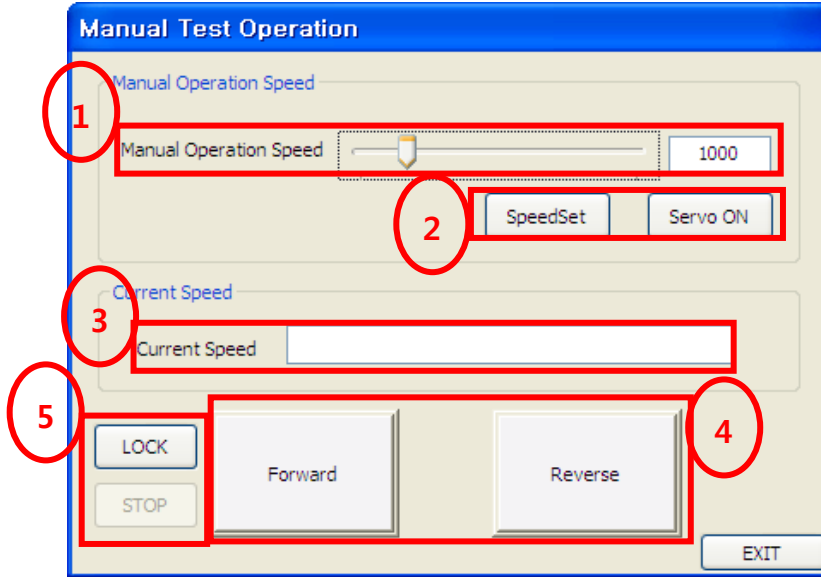 Manual Test Operation
Manual Operation Speed
1
Manual Operation Speed
1000
2
SpeedSet
Servo ON
Current Speed
3
Current Speed
5
4
LOCK
Forward
Reverse
STOP
EXIT